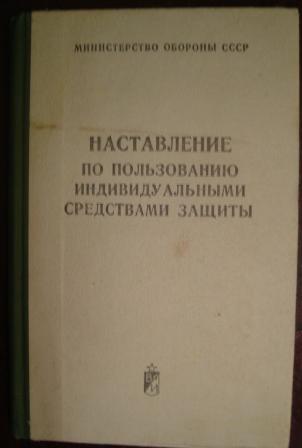 МИНИСТЕРСТВО ОБОРОНЫ СССР
НАСТАВЛЕНИЕ
ПО ПОЛЬЗОВАНИЮ
ИНДИВИДУАЛЬНЫМИ
СРЕДСТВАМИ ЗАЩИТЫ